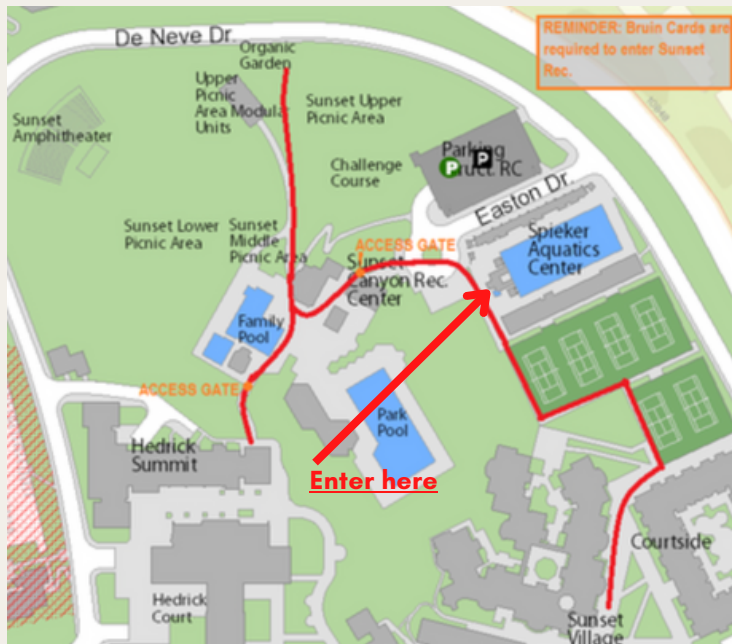 De Neve Dr.
REMINDER: Bruin Cards are
required to enter Sunset
Rec.
Organic
Garden
Upper
Picnic
Area Modular
Units
Sunset Upper
Picnic Area
Sunset
Amphitheater
Parking
Struct. RC
P
P
Challenge
Course
Easton Dr.
Sunset Lower
Picnic Area
Sunset
Middle
Picnic Area
Spieker
Aquatics
Center
ACCESS GATE
Sunset
Canyon Rec.
Center
Family
Pool
ACCESS GATE
Park
Pool
Hedrick
Summit
Enter here
Courtside
Hedrick
Court
Sunset
Village